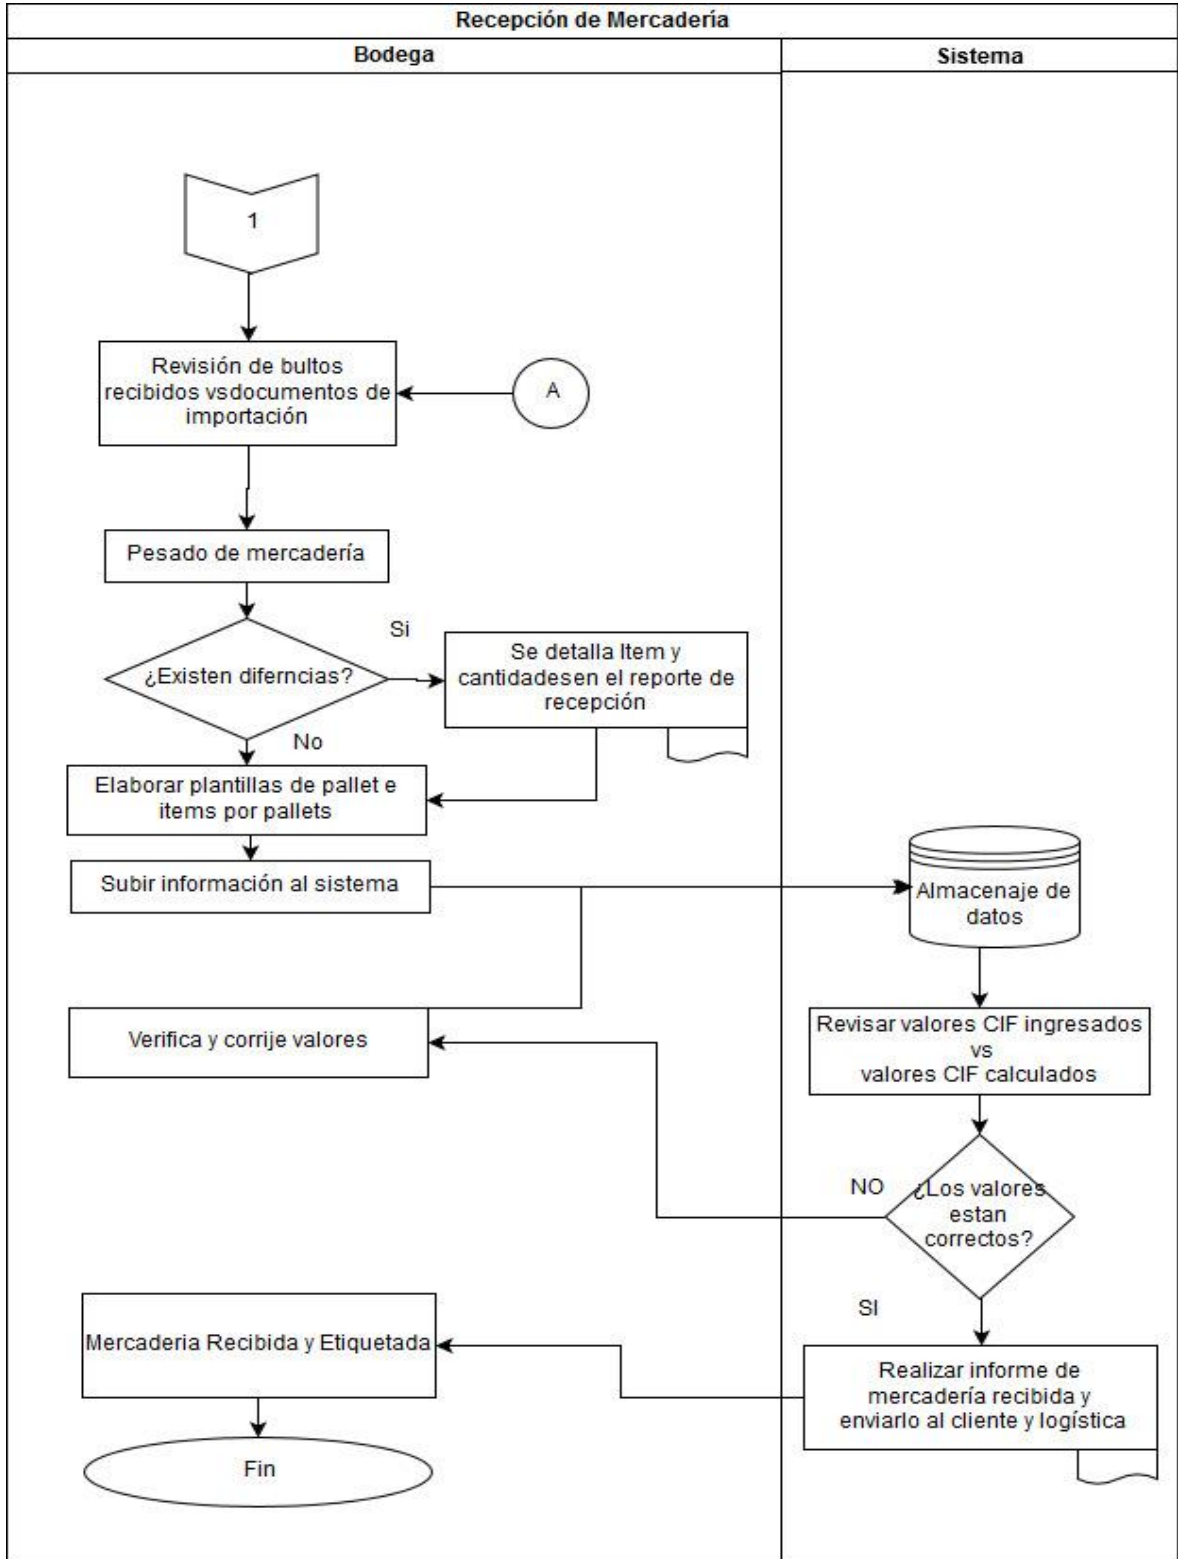 Recepción de Mercadería
Bodega
Sistema
1
Revisión de bultos
recibidos vsdocumentos de
importación
A
Pesado de mercadería
¿Existen diferncias?
Si
Se detalla Item y
cantidadesen el reporte de
recepción
No
Elaborar plantillas de pallet e
items por pallets
Subir información al sistema
Almacenaje de
datos
Verifica y corrije valores
Revisar valores CIF ingresados
vs
valores CIF calculados
NO
¿Los valores
estan
correctos?
SI
Mercaderia Recibida y Etiquetada
Realizar informe de
mercadería recibida y
enviarlo al cliente y logística
Fin